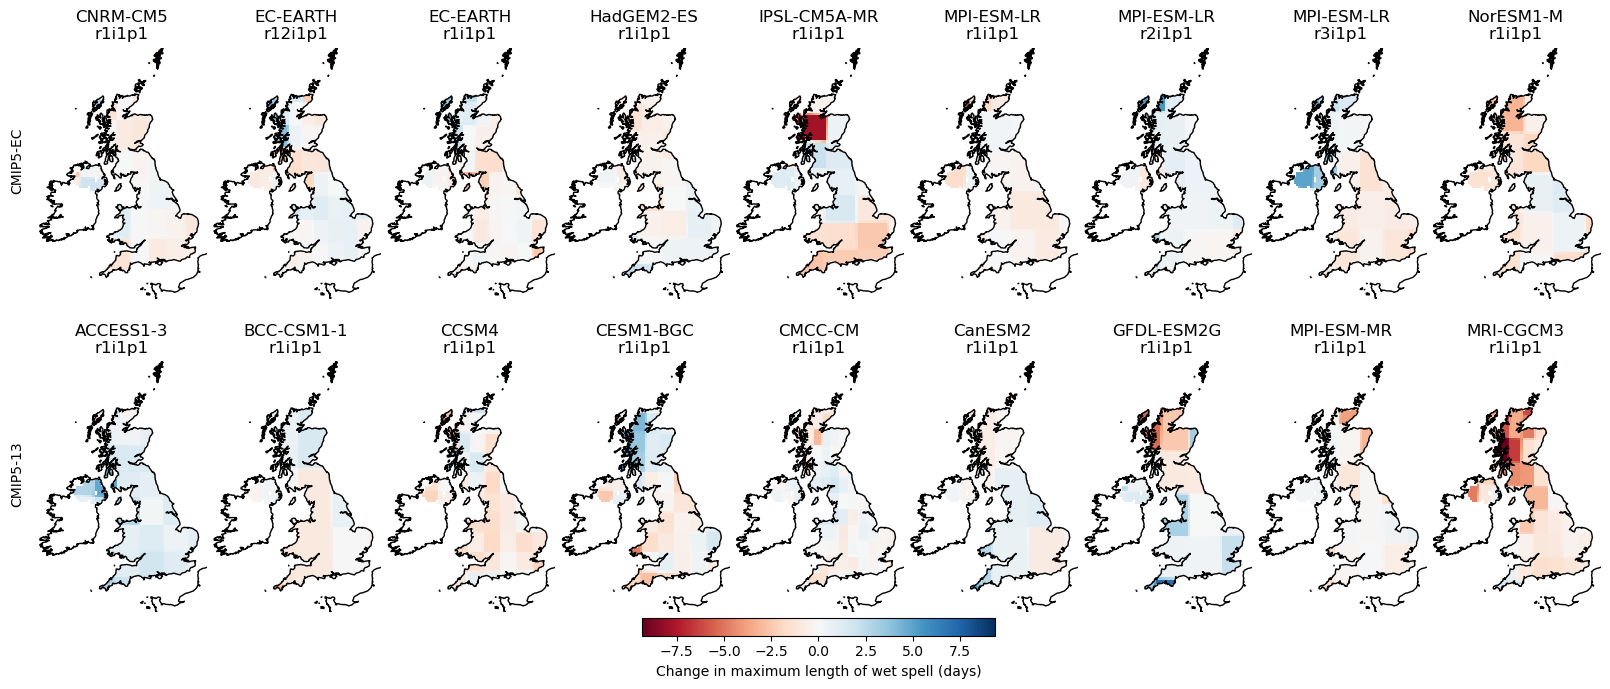 CNRM-CM5
r1i1p1
EC-EARTH
r12i1p1
EC-EARTH
r1i1p1
HadGEM2-ES
r1i1p1
IPSL-CM5A-MR
r1i1p1
MPI-ESM-LR
r1i1p1
MPI-ESM-LR
r2i1p1
MPI-ESM-LR
r3i1p1
NorESM1-M
r1i1p1
CMIP5-EC
ACCESS1-3
r1i1p1
BCC-CSM1-1
r1i1p1
CCSM4
r1i1p1
CESM1-BGC
r1i1p1
CMCC-CM
r1i1p1
CanESM2
r1i1p1
GFDL-ESM2G
r1i1p1
MPI-ESM-MR
r1i1p1
MRI-CGCM3
r1i1p1
CMIP5-13
−7.5 −5.0 −2.5 0.0 2.5 5.0 7.5
Change in maximum length of wet spell (days)